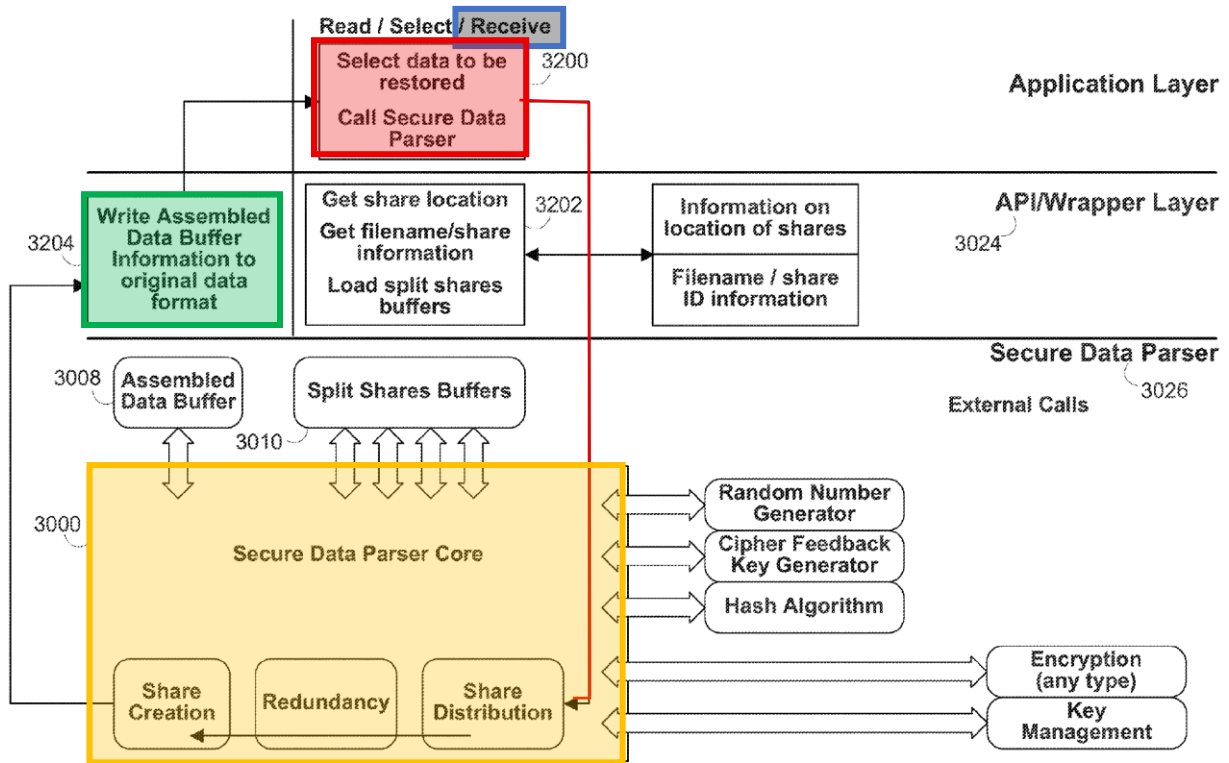 Read / Select / Receive
Select data to be
restored
Call Secure Data
Parser
3200
Application Layer
Write Assembled
Data Buffer
Information to
original data
format
3204
Get share location
Get filename/share
information
Load split shares
buffers
3202
Information on
location of shares
Filename / share
ID information
API/Wrapper Layer
3024
Secure Data Parser
3026
External Calls
3008
Assembled
Data Buffer
Split Shares Buffers
3010
3000
Secure Data Parser Core
Random Number
Generator
Cipher Feedback
Key Generator
Hash Algorithm
Share
Creation
Redundancy
Share
Distribution
Encryption
(any type)
Key
Management